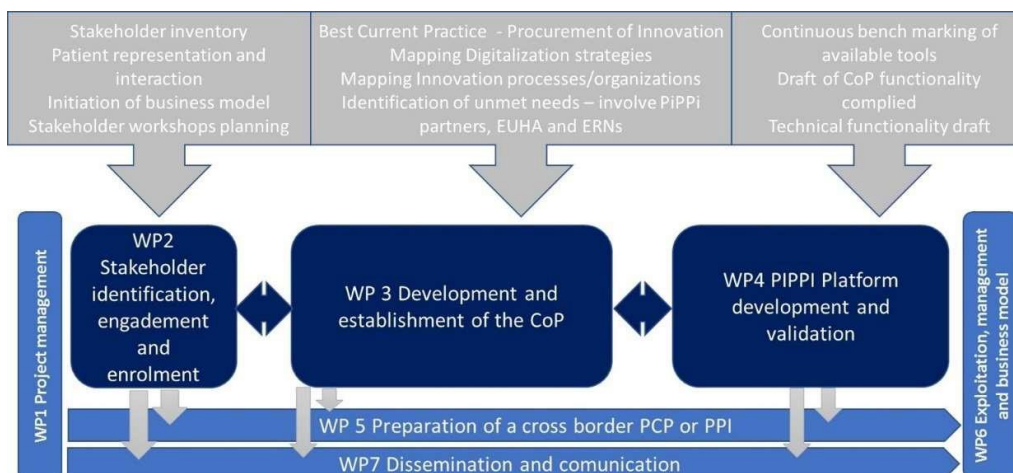 Stakeholder inventory
Patient representation and
interaction
Initiation of business model
Stakeholder workshops planning
Best Current Practice - Procurement of Innovation
Mapping Digitalization strategies
Mapping Innovation processes/organizations
Identification of unmet needs – involve PiPPi
partners, EUHA and ERNs
Continuous bench marking of
available tools
Draft of CoP functionality
complied
Technical functionality draft
WP1 Project management
WP2
Stakeholder
identification,
engadement
and
enrolment
WP 3 Development and
establishment of the CoP
WP4 PIPPI Platform
development and
validation
WP6 Exploitation, management
and business model
WP 5 Preparation of a cross border PCP or PPI
WP7 Dissemination and comunication